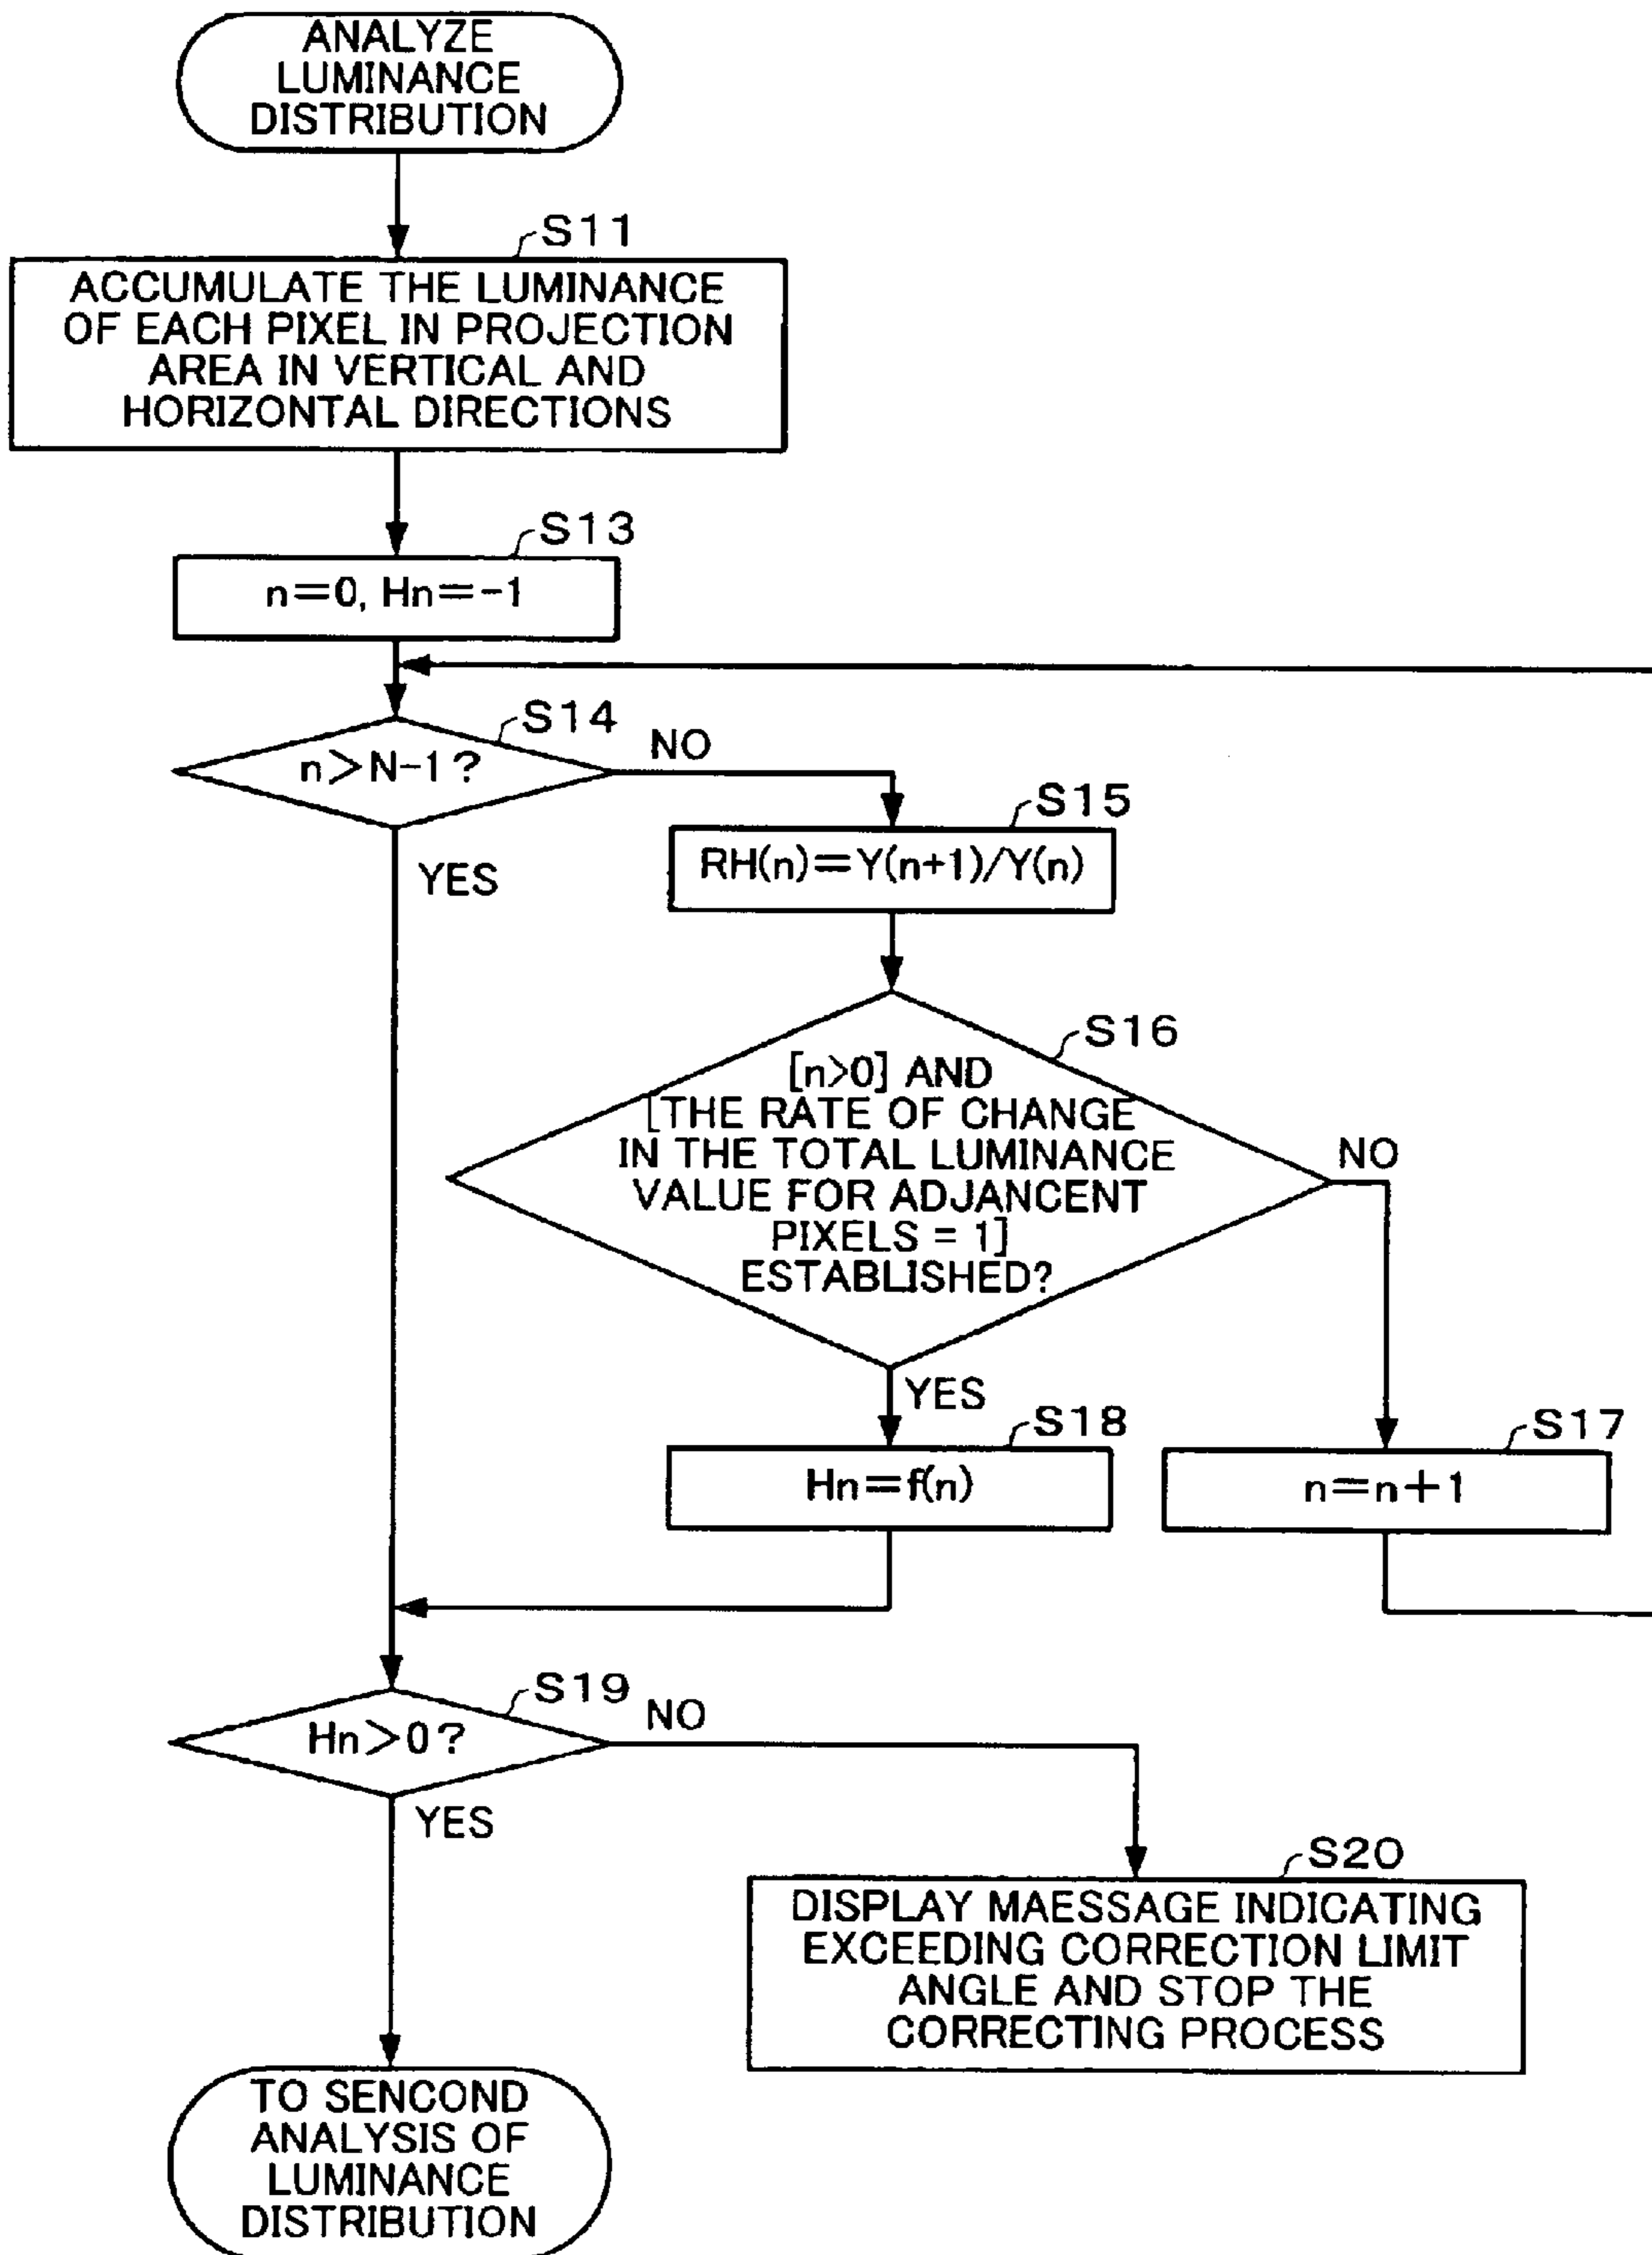 ANALYZE
LUMINANCE
DISTRIBUTION
S11
ACCUMULATE THE LUMINANCE
OF EACH PIXEL IN PROJECTION
AREA IN VERTICAL AND
HORIZONTAL DIRECTIONS
S13
n=0, Hn=-1
S14
n>N-1?
NO
YES
S15
RH(n)=Y(n+1)/Y(n)
S16
[n>0] AND
[THE RATE OF CHANGE
IN THE TOTAL LUMINANCE
VALUE FOR ADJANCENT
PIXELS = 1]
ESTABLISHED?
NO
YES
S18
Hn=f(n)
S17
n=n+1
S19
Hn>0?
NO
YES
S20
DISPLAY MAESSAGE INDICATING
EXCEEDING CORRECTION LIMIT
ANGLE AND STOP THE
CORRECTING PROCESS
TO SENCOND
ANALYSIS OF
LUMINANCE
DISTRIBUTION